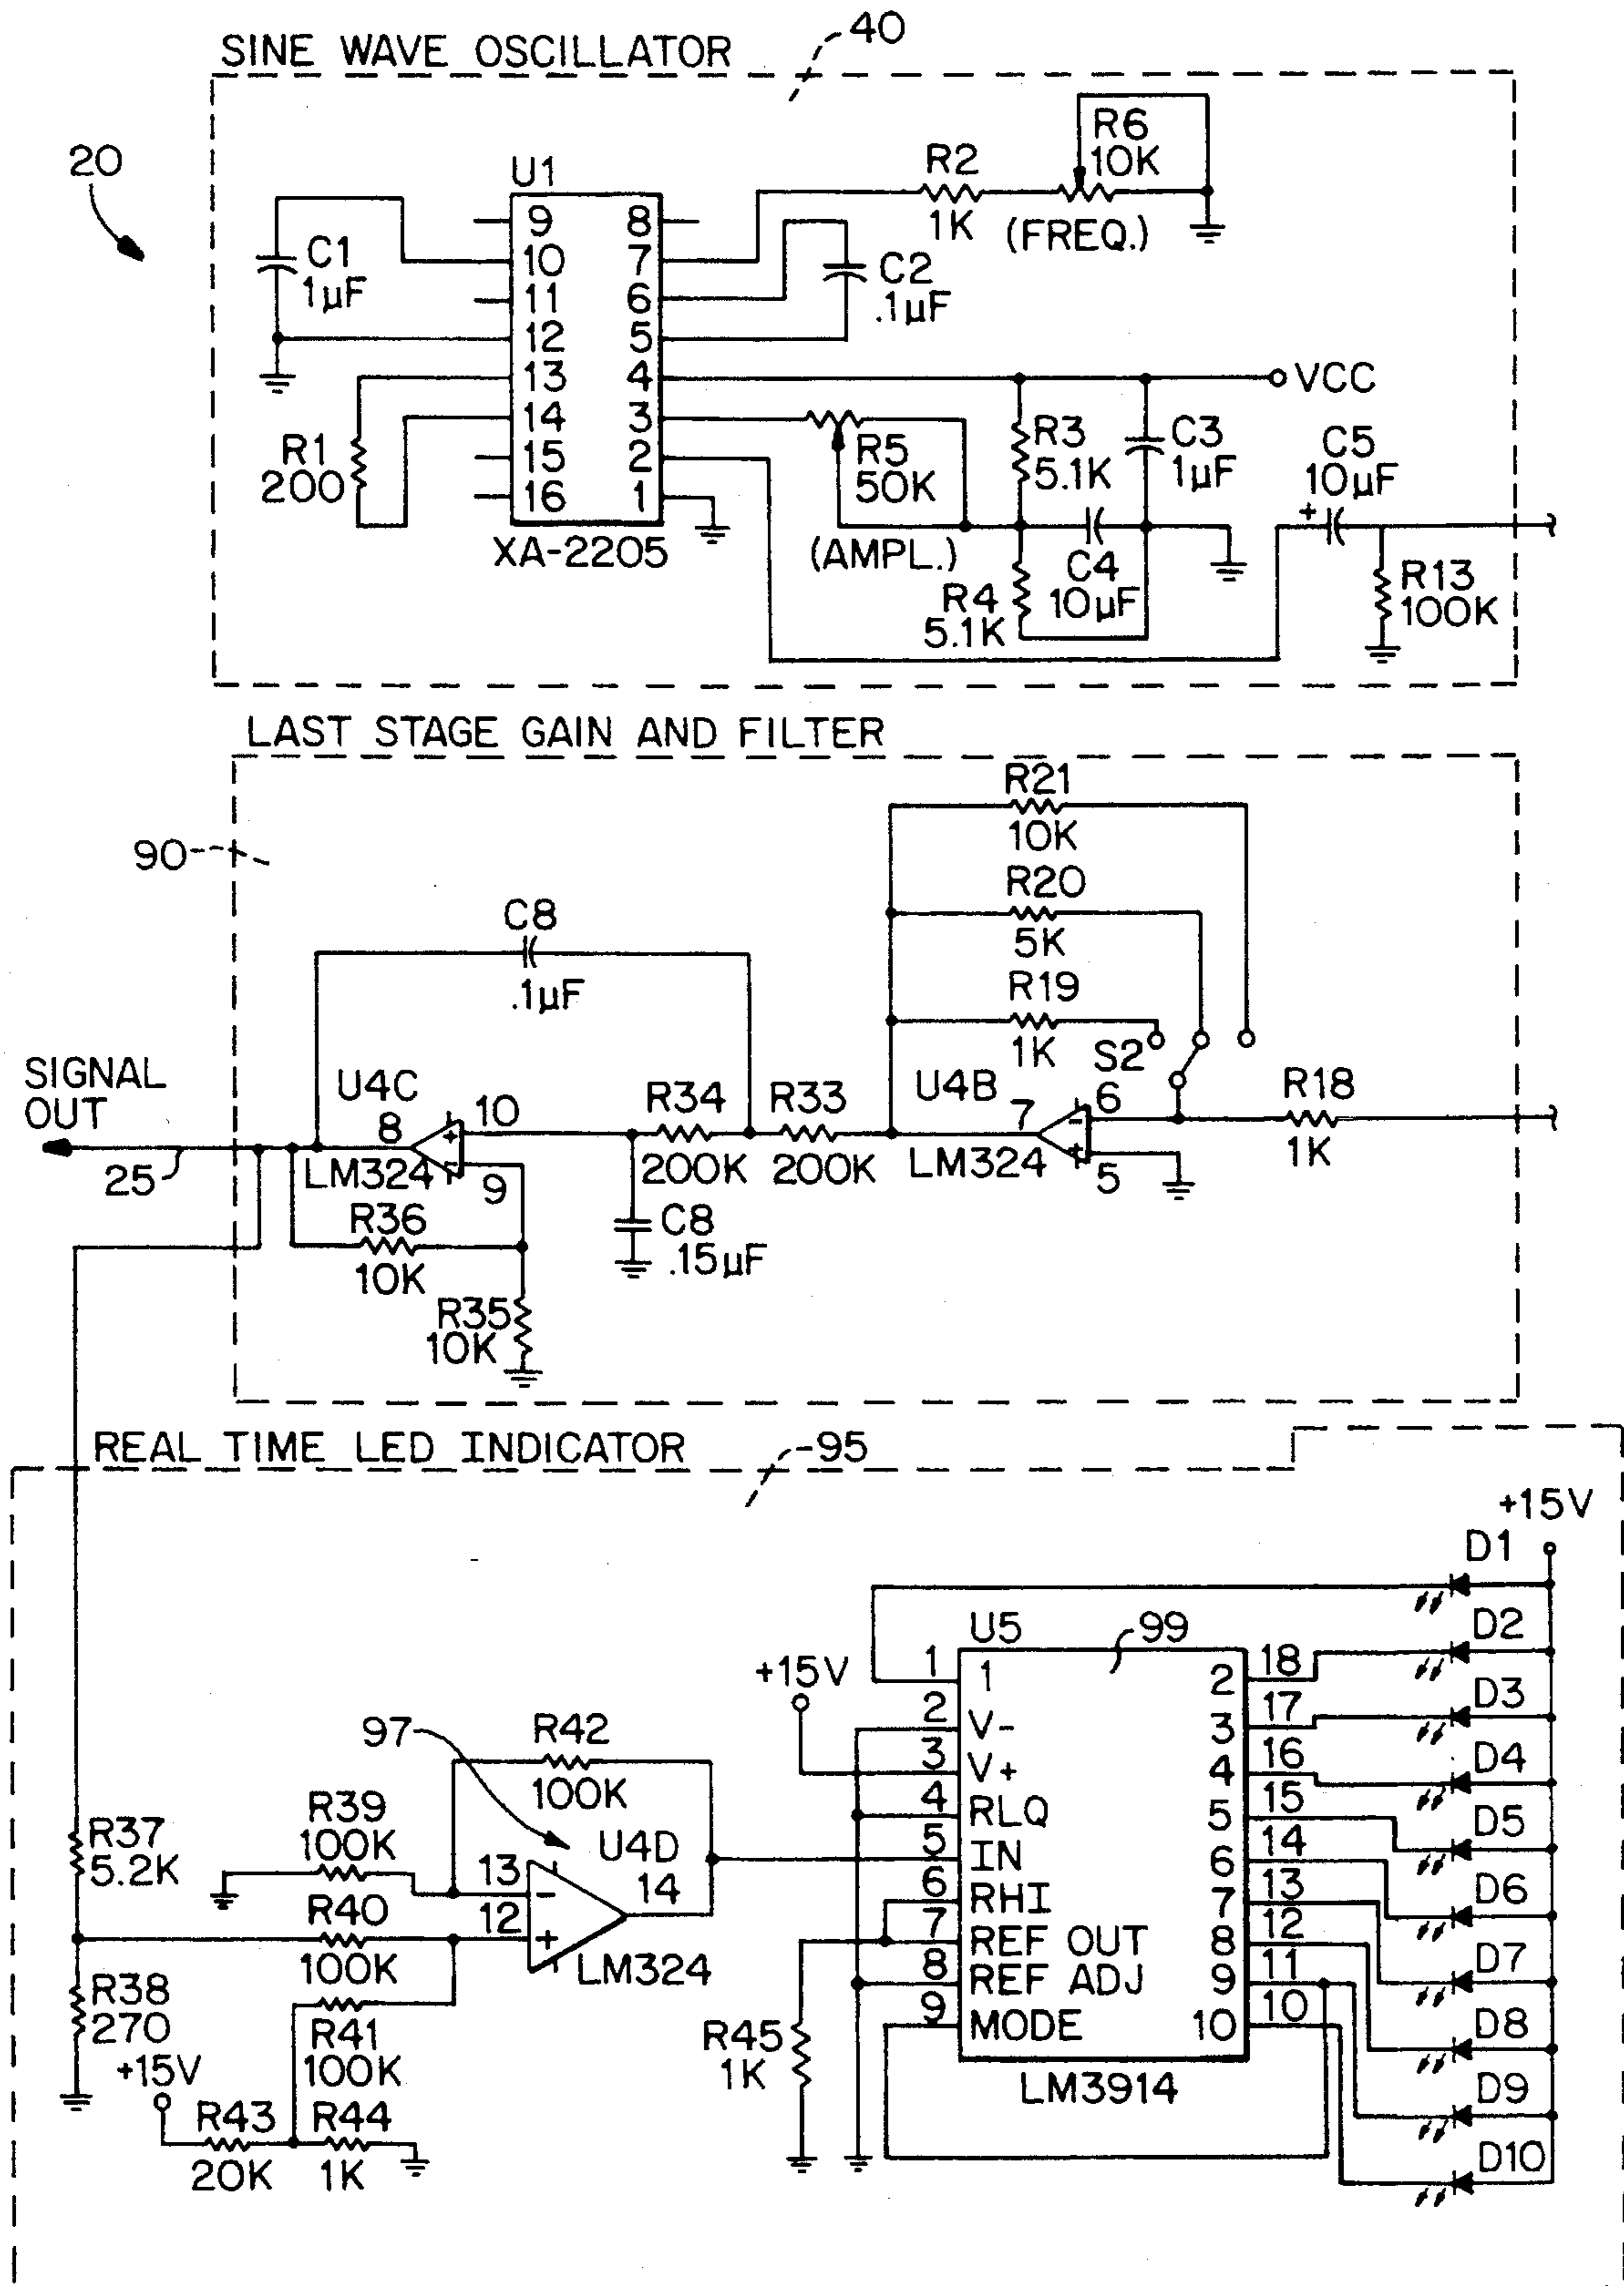 SINE WAVE OSCILLATOR
40
20
U1
9
10
11
12
13
14
15
16
8
7
6
5
4
3
2
1
XA-2205
C1
1µF
R1
200
R2
1K
R6
10K
(FREQ.)
C2
.1µF
VCC
R5
50K
(AMPL.)
R3
5.1K
C3
1µF
C4
10µF
R4
5.1K
C5
+
10µF
R13
100K
LAST STAGE GAIN AND FILTER
90
R21
10K
R20
5K
R19
1K
S2
R18
1K
U4B
7
6
5
-
+
LM324
C8
.1µF
R34
200K
R33
200K
C8
.15µF
U4C
8
10
9
+
-
LM324
SIGNAL
OUT
25
R36
10K
R35
10K
REAL TIME LED INDICATOR
95
+15V
D1
D2
D3
D4
D5
D6
D7
D8
D9
D10
U5
99
1
2
3
4
5
6
7
8
9
1
V-
V+
RLQ
IN
RHI
REF OUT
REF ADJ
MODE
2
3
4
5
6
7
8
9
10
18
17
16
15
14
13
12
11
10
LM3914
+15V
R45
1K
97
R42
100K
R39
100K
U4D
13
12
14
-
+
LM324
R40
100K
R41
100K
R37
5.2K
R38
270
+15V
R43
20K
R44
1K